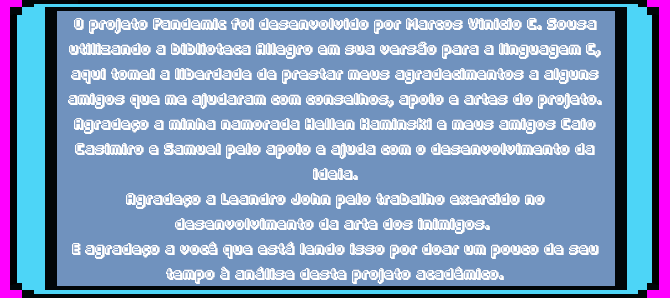 O projeto Pandemic foi desenvolvido por Marcos Vinicio C. Sousa
utilizando a biblioteca Allegro em sua versão para a linguagem C,
aqui tomei a liberdade de prestar meus agradecimentos a alguns
amigos que me ajudaram com conselhos, apoio e artes do projeto.
Agradeço a minha namorada Hellen Kaminski e meus amigos Caio
Casimiro e Samuel pelo apoio e ajuda com o desenvolvimento da
ideia.
Agradeço a Leandro John pelo trabalho exercido no
desenvolvimento da arte dos inimigos.
E agradeço a você que está lendo isso por doar um pouco de seu
tempo à análise deste projeto acadêmico.